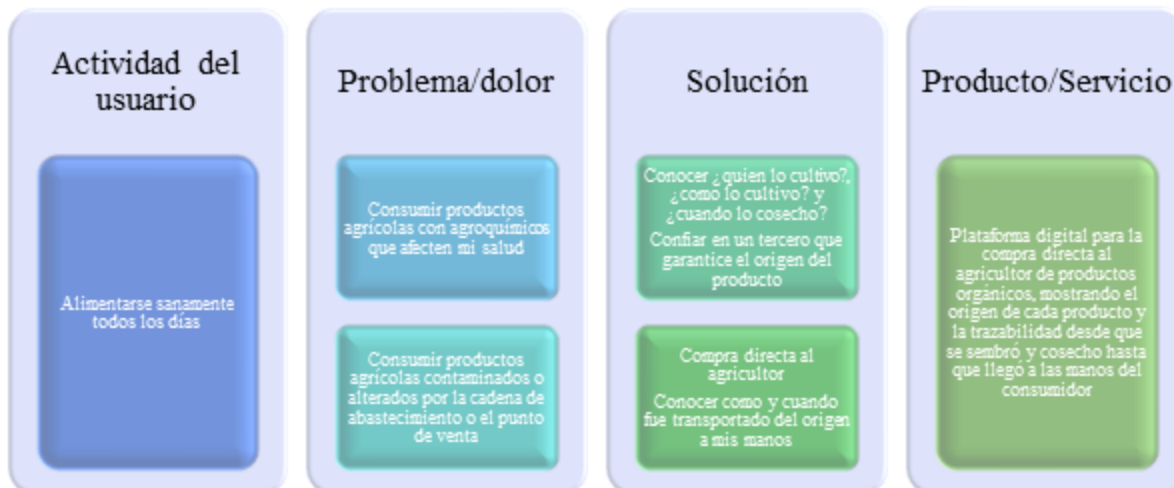 Actividad del
usuario
Alimentarse sanamente
todos los días
Problema/dolor
Consumir productos
agrícolas con agroquímicos
que afecten mi salud
Consumir productos
agrícolas contaminados o
alterados por la cadena de
abastecimiento o el punto
de venta
Solución
Conocer ¿quien lo cultivo?,
¿como lo cultivo? y
¿cuando lo cosecho?
Confiar en un tercero que
garantice el origen del
producto
Compra directa al
agricultor
Conocer como y cuando
fue transportado del origen
a mis manos
Producto/Servicio
Plataforma digital para la
compra directa al
agricultor de productos
orgánicos, mostrando el
origen de cada producto y
la trazabilidad desde que
se sembró y cosecho hasta
que llegó a las manos del
consumidor